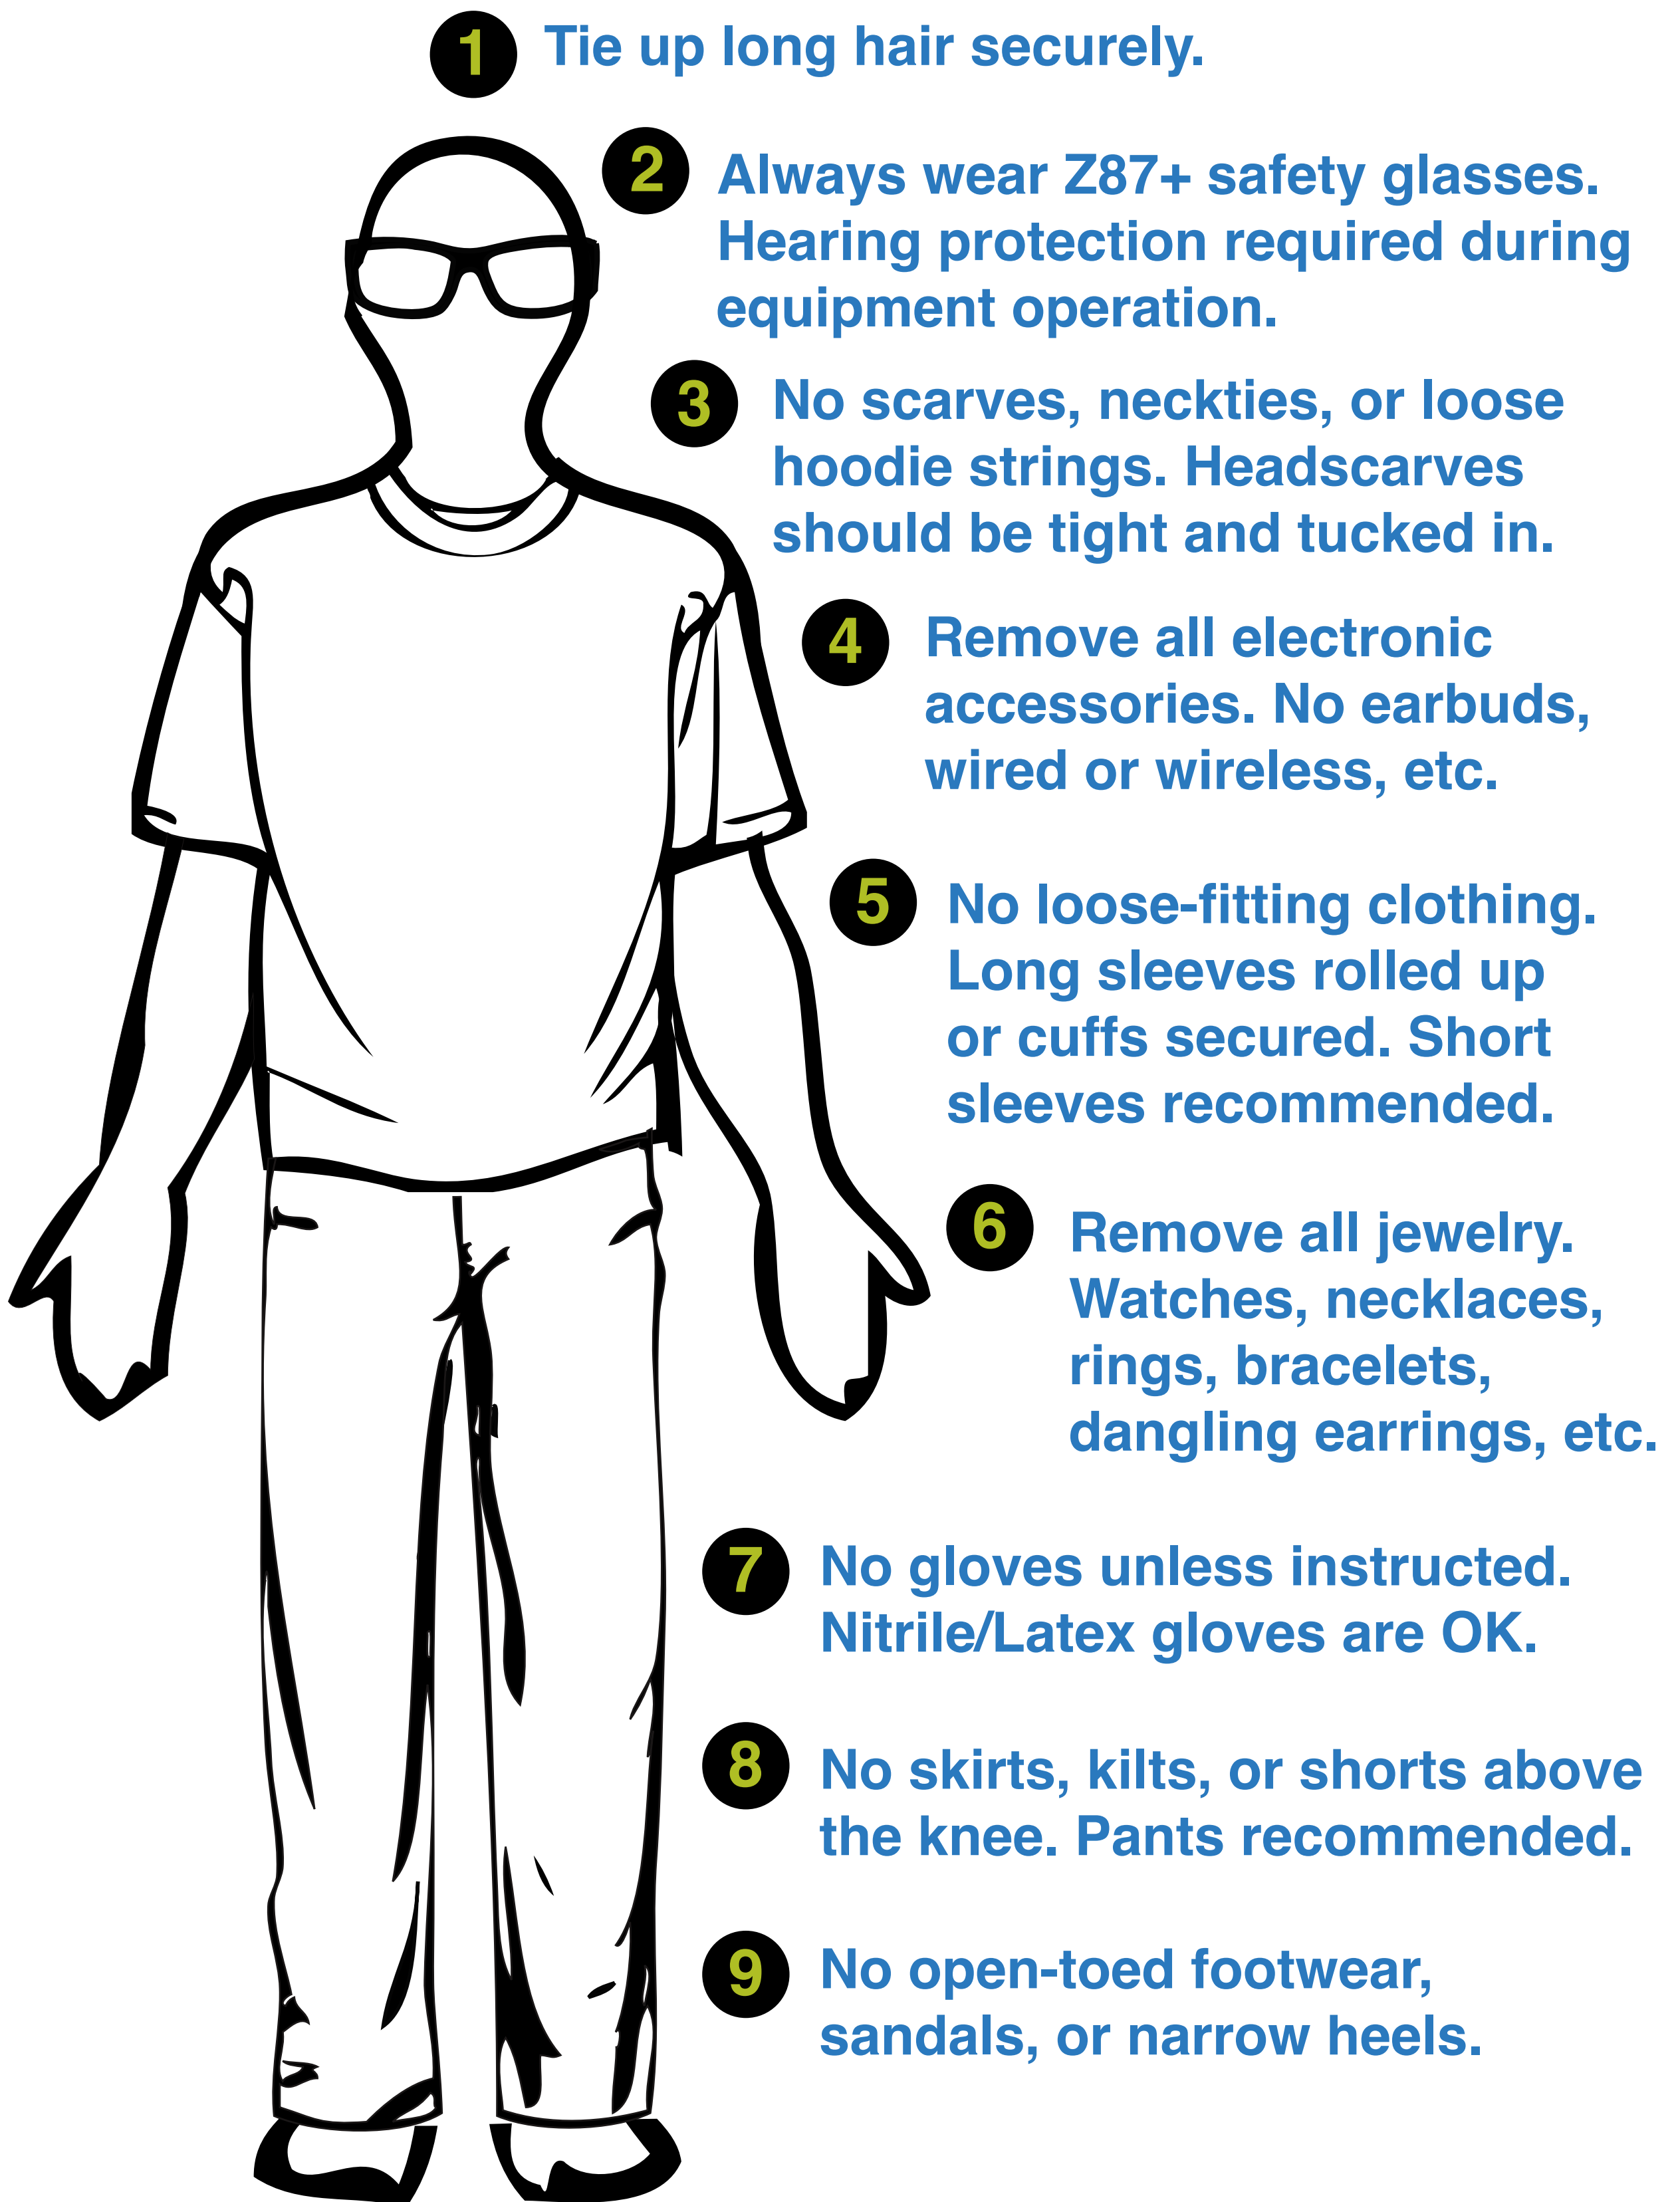 1 Tie up long hair securely.
2 Always wear Z87+ safety glasses.
Hearing protection required during
equipment operation.
3 No scarves, neckties, or loose
hoodie strings. Headscarves
should be tight and tucked in.
4 Remove all electronic
accessories. No earbuds,
wired or wireless, etc.
5 No loose-fitting clothing.
Long sleeves rolled up
or cuffs secured. Short
sleeves recommended.
6 Remove all jewelry.
Watches, necklaces,
rings, bracelets,
dangling earrings, etc.
7 No gloves unless instructed.
Nitrile/Latex gloves are OK.
8 No skirts, kilts, or shorts above
the knee. Pants recommended.
9 No open-toed footwear,
sandals, or narrow heels.